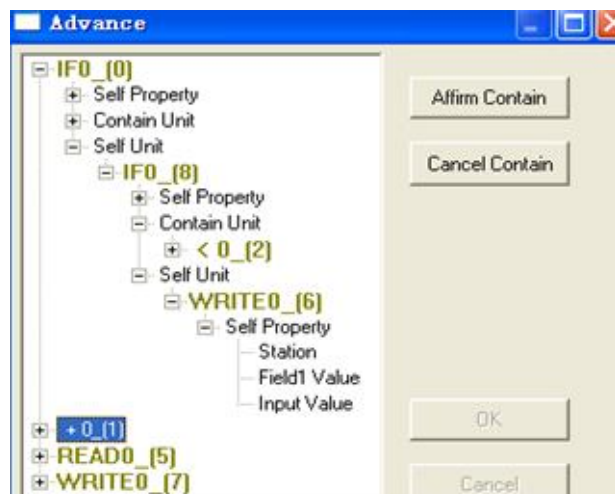 Advance
IF0_(0)
Self Property
Contain Unit
Self Unit
IF0_(8)
Self Property
Contain Unit
< 0_(2)
Self Unit
WRITE0_(6)
Self Property
Station
Field1 Value
Input Value
+ 0_(1)
READ0_(5)
WRITE0_(7)
Affirm Contain
Cancel Contain
OK
Cancel